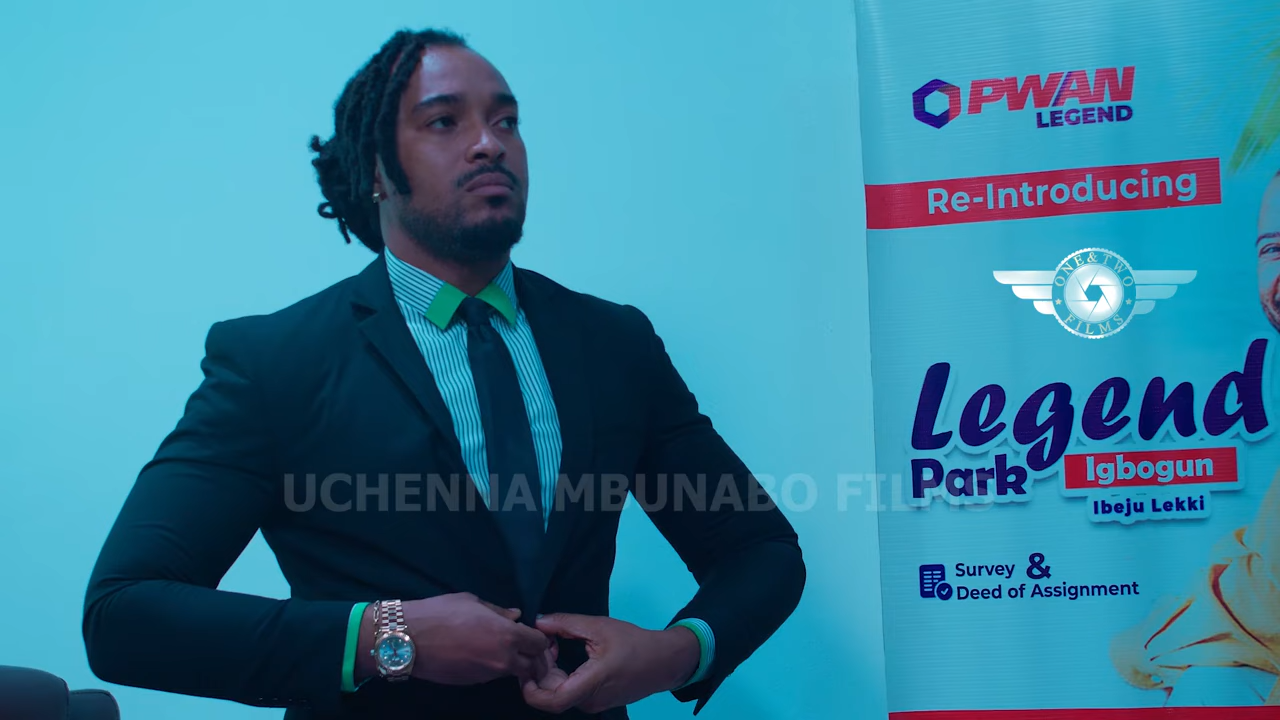 PWAN
LEGEND
Re-Introducing
ONE & TWO
FILMS
Legend
Park
Igbogun
Ibeju Lekki
UCHENNA MBUNABO FILMS
Survey &
Deed of Assignment